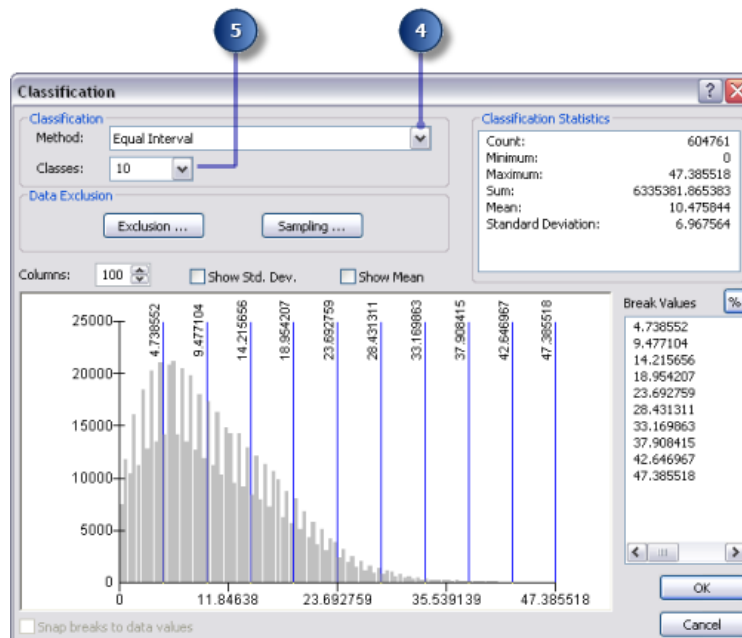 5 4
Classification
Classification
Method: Equal Interval
Classes: 10
Data Exclusion
Exclusion ... Sampling ...
Classification Statistics
Count: 604761
Minimum: 0
Maximum: 47.385518
Sum: 6335381.865383
Mean: 10.475844
Standard Deviation: 6.967564
Columns: 100 Show Std. Dev. Show Mean
Break Values %
4.738552
9.477104
14.215656
18.954207
23.692759
28.431311
33.169863
37.908415
42.646967
47.385518
4.738552 9.477104 14.215656 18.954207 23.692759 28.431311 33.169863 37.908415 42.646967 47.385518
25000
20000
15000
10000
5000
0
0 11.84638 23.692759 35.539139 47.385518
OK
Snap breaks to data values
Cancel